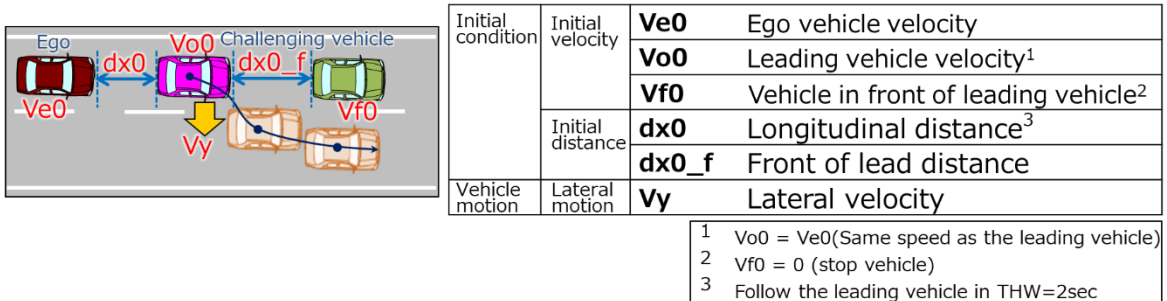 Ego
Vo0
Challenging vehicle
dx0
dx0_f
Ve0
Vf0
Vy
Initial condition
Initial velocity
Ve0 Ego vehicle velocity
Vo0 Leading vehicle velocity1
Vf0 Vehicle in front of leading vehicle2
Initial distance
dx0 Longitudinal distance3
dx0_f Front of lead distance
Vehicle motion
Lateral motion
Vy Lateral velocity
1 Vo0 = Ve0(Same speed as the leading vehicle)
2 Vf0 = 0 (stop vehicle)
3 Follow the leading vehicle in THW=2sec